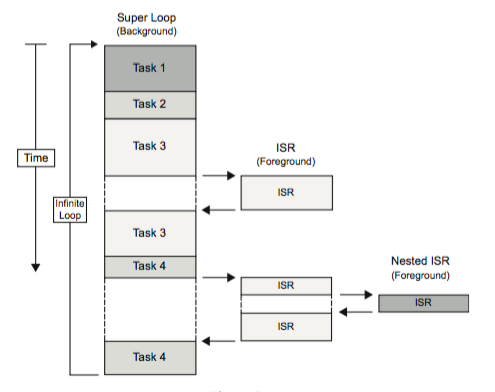 Super Loop
(Background)
Task 1
Task 2
Task 3
ISR
(Foreground)
Time
ISR
Infinite
Loop
Task 3
Task 4
Nested ISR
(Foreground)
ISR
ISR
ISR
Task 4